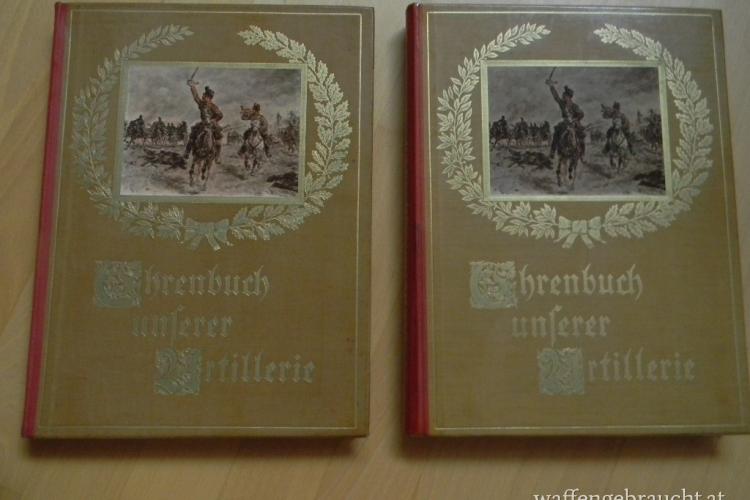 Ehrenbuch
unserer
Artillerie
Ehrenbuch
unserer
Artillerie
waffengebraucht.at